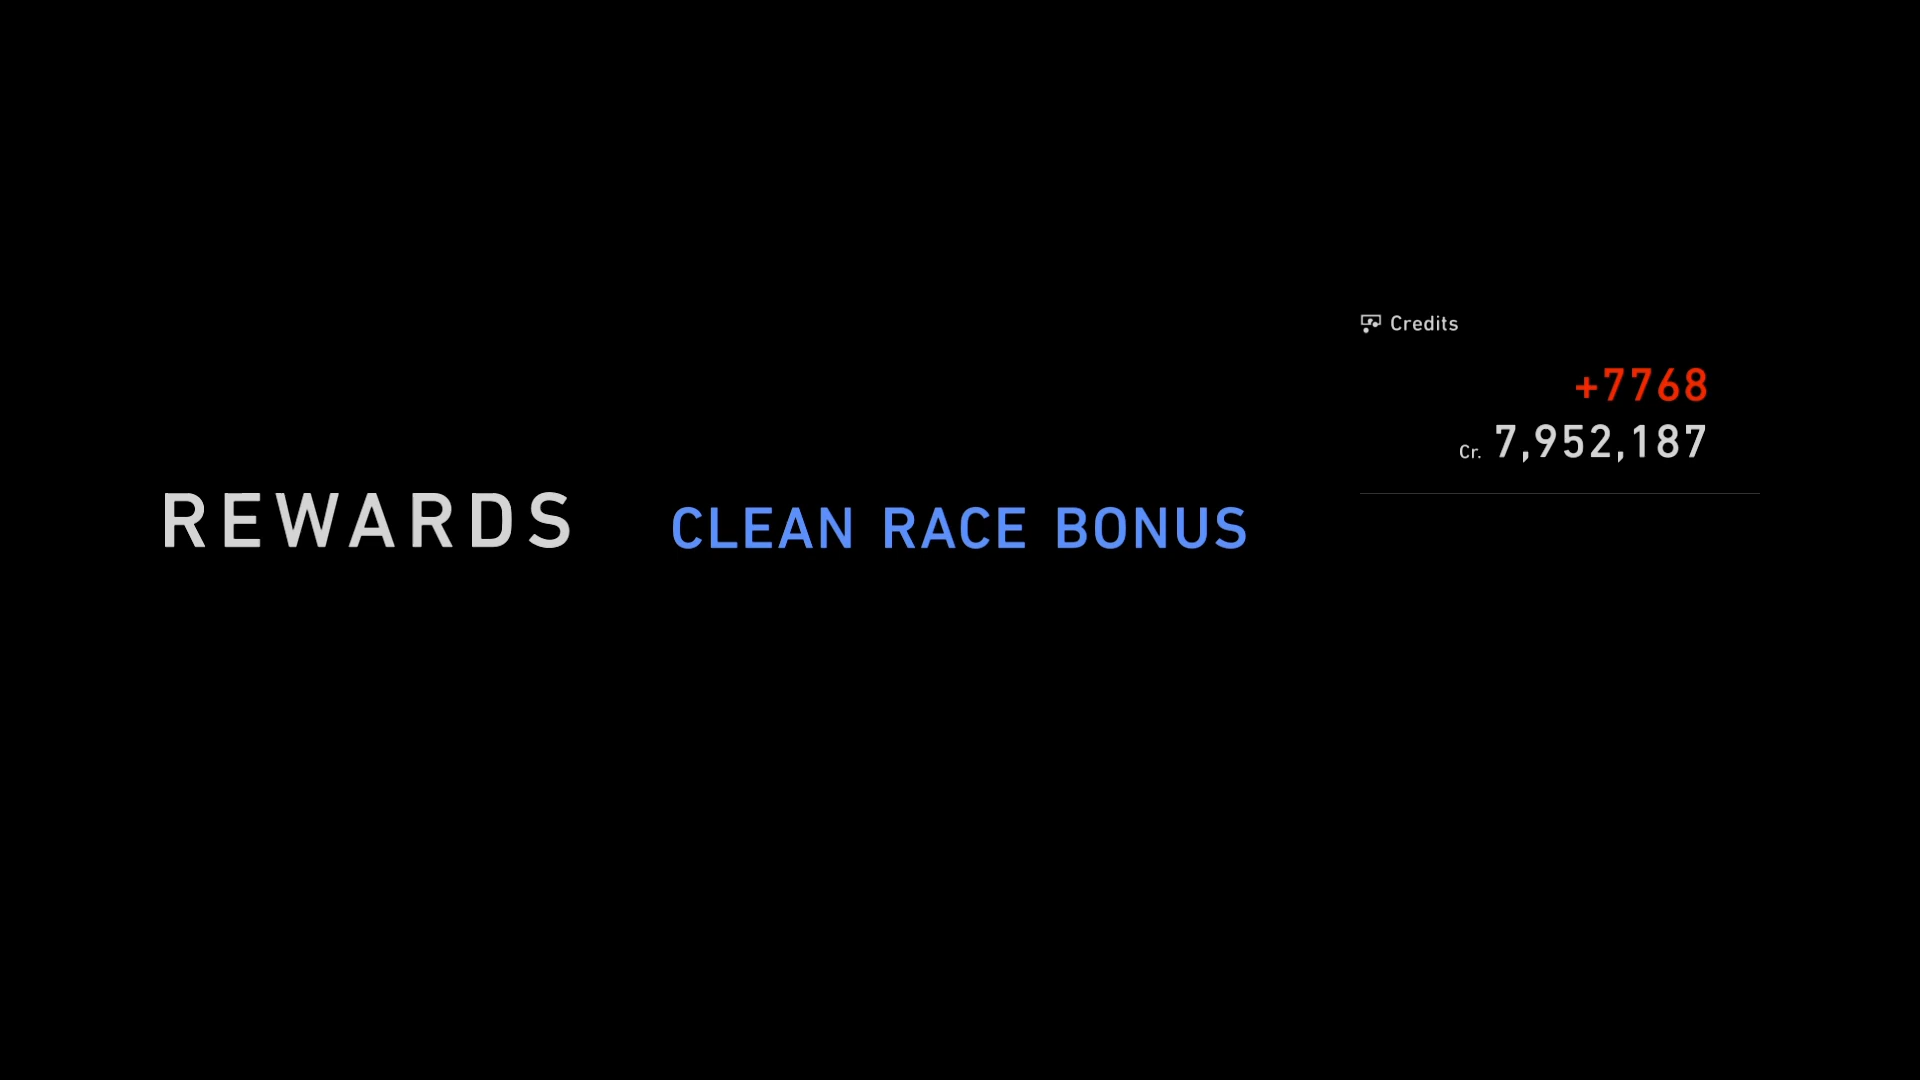 REWARDS
CLEAN RACE BONUS
Credits
+7768
Cr. 7,952,187